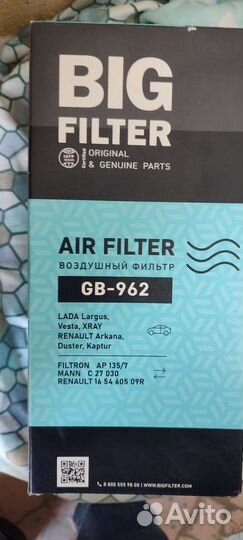 BIG
FILTER
ORIGINAL
& GENUINE PARTS
AIR FILTER
ВОЗДУШНЫЙ ФИЛЬТР
GB-962
LADA Largus,
Vesta, XRAY
RENAULT Arkana,
Duster, Kaptur
FILTRON AP 135/7
MANN C 27 030
RENAULT 16 54 605 09R
8 800 555 98 00 | WWW.BIGFILTER.COM
Avito